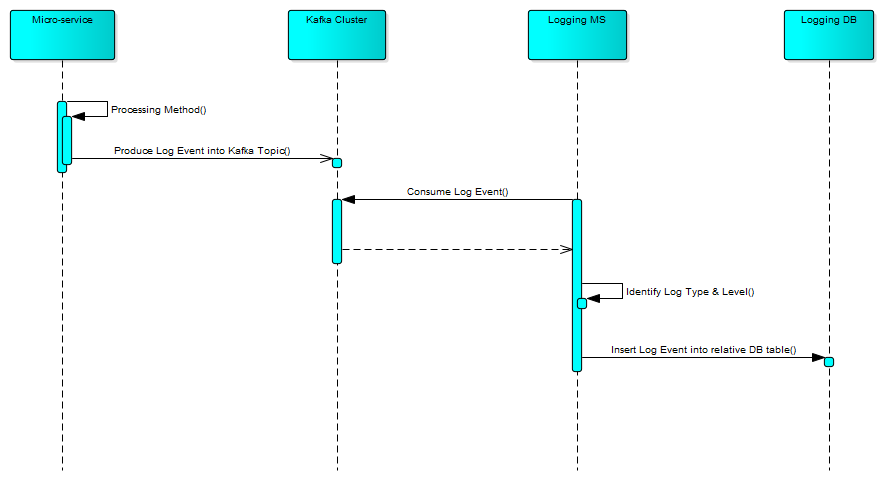 Micro-service
Kafka Cluster
Logging MS
Logging DB
Processing Method()
Produce Log Event into Kafka Topic()
Consume Log Event()
Identify Log Type & Level()
Insert Log Event into relative DB table()